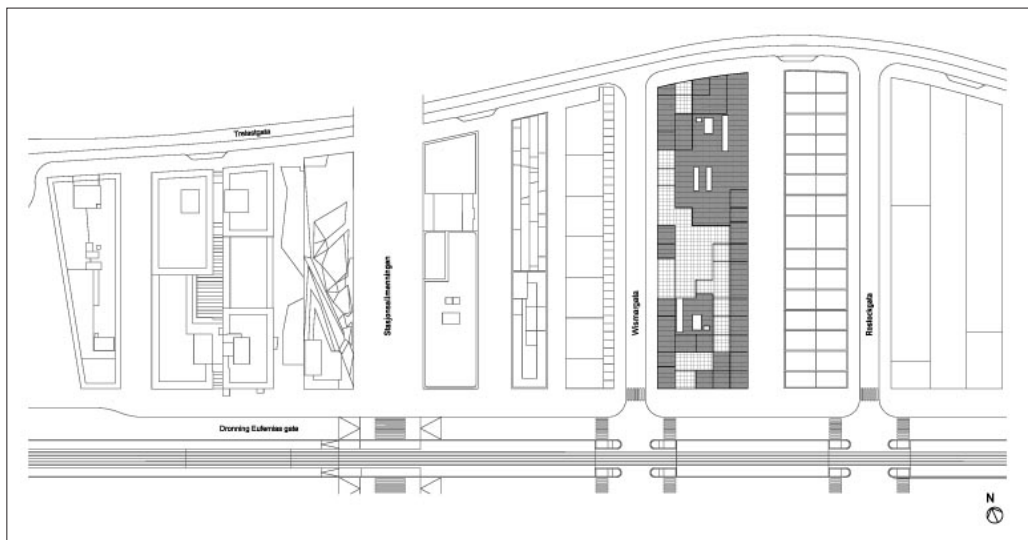 Trelastgata
Stasjonsallmenningen
Wismargata
Rostockgata
Dronning Eufemias gate
N